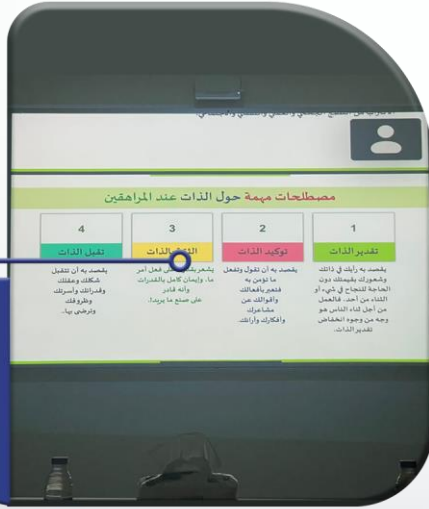 مصطلحات مهمة حول الذات عند المراهقين
1
تقدير الذات
يقصد به رأيك في ذاتك
وشعورك بقيمتك دون
الحاجة للنجاح في شيء أو
الثناء من أحد. فالعمل
من أجل ثناء الناس هو
وجه من وجوه انخفاض
تقدير الذات.
2
توكيد الذات
يقصد به أن تقول وتفعل
ما تؤمن به
فتعبر بأفعالك
وأقوالك عن
مشاعرك
وأفكارك وآرائك.
3
الذات
فعل أمر
ما، وإيمان كامل بالقدرات
وأنه قادر
على صنع ما يريد!.
4
تقبل الذات
يقصد به أن تتقبل
شكلك وعقلك
وقدراتك وأسرتك
وظروفك
وترضى بها.